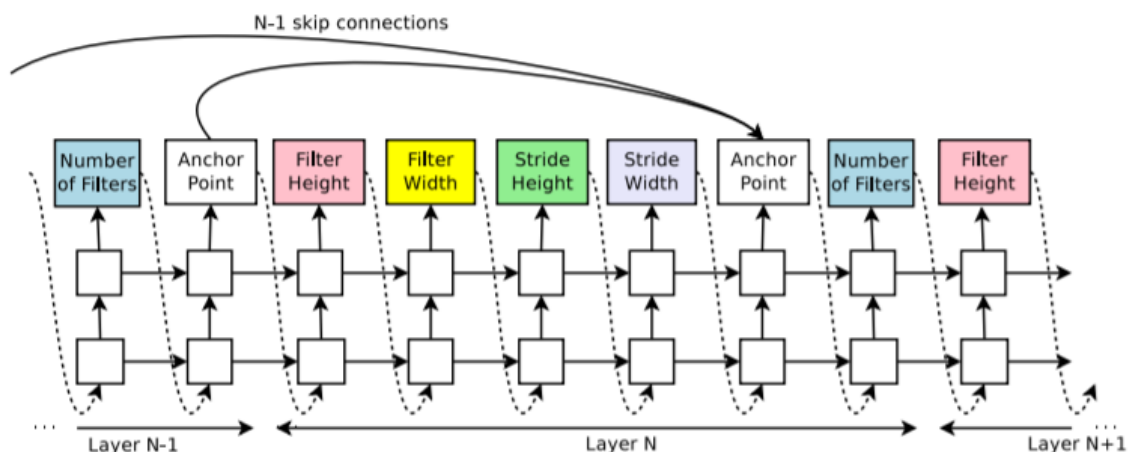 N-1 skip connections
Number
of Filters
Anchor
Point
Filter
Height
Filter
Width
Stride
Height
Stride
Width
Anchor
Point
Number
of Filters
Filter
Height
...
Layer N-1
Layer N
Layer N+1
...